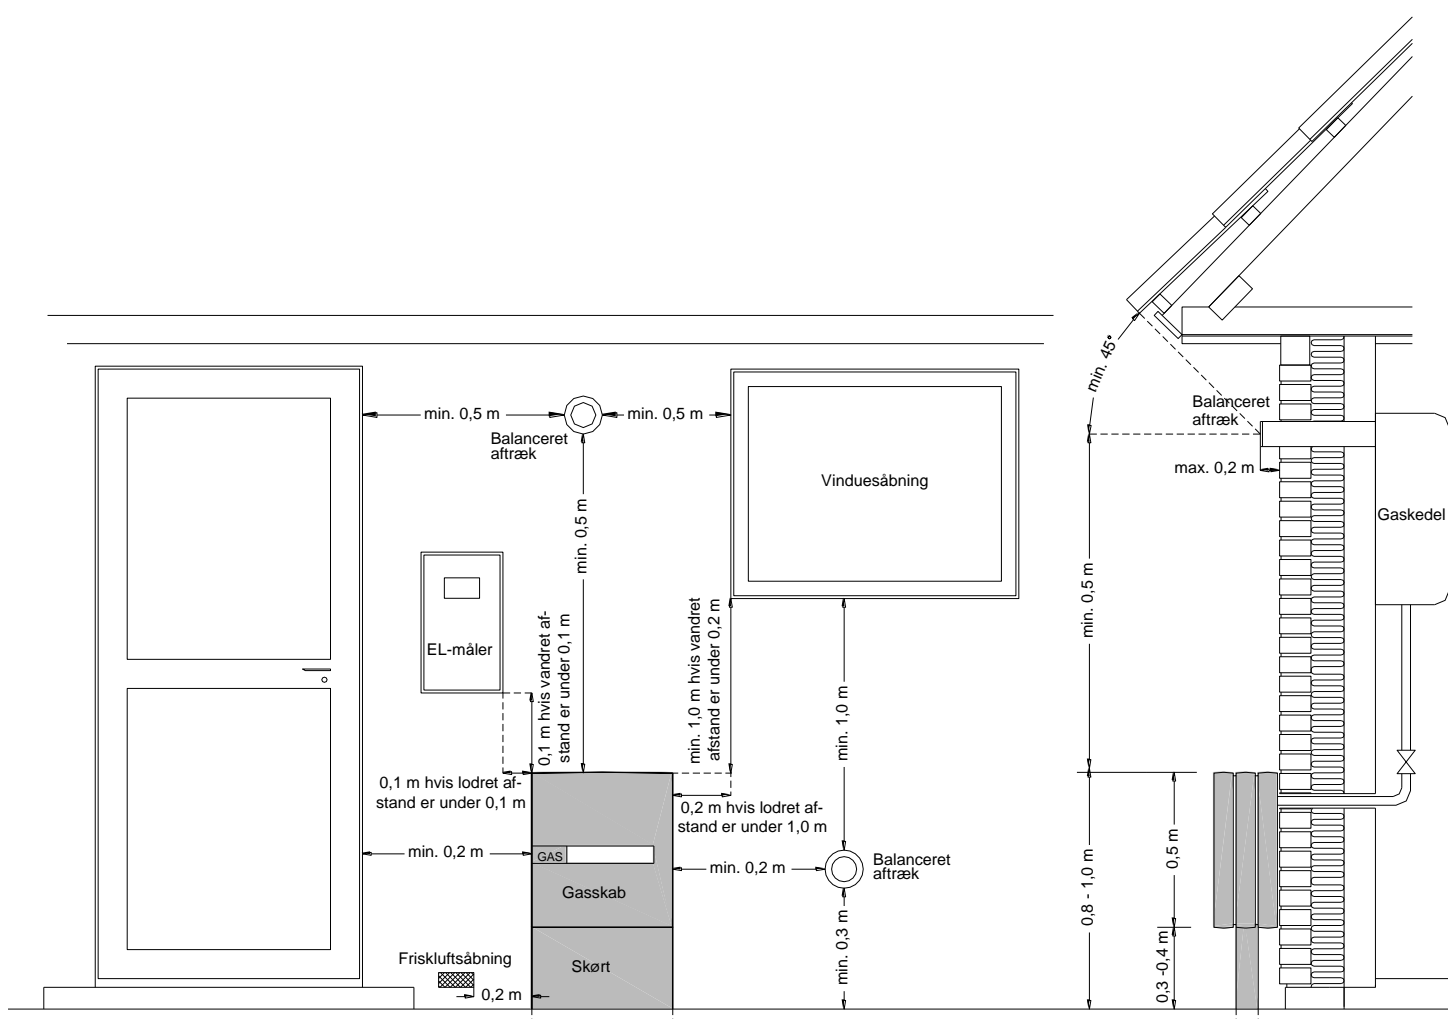 min. 45°
min. 0,5 m
min. 0,5 m
Balanceret
aftræk
Balanceret
aftræk
max. 0,2 m
Vinduesåbning
Gaskedel
min. 0,5 m
min. 0,5 m
EL-måler
0,1 m hvis vandret af-
stand er under 0,1 m
min. 1,0 m hvis vandret
afstand er under 0,2 m
min. 1,0 m
0,1 m hvis lodret af-
stand er under 0,1 m
0,2 m hvis lodret af-
stand er under 1,0 m
min. 0,2 m
GAS
min. 0,2 m
Balanceret
aftræk
0,5 m
0,8 - 1,0 m
Gasskab
Friskluftsåbning
Skørt
min. 0,3 m
0,3 -0,4 m
0,2 m